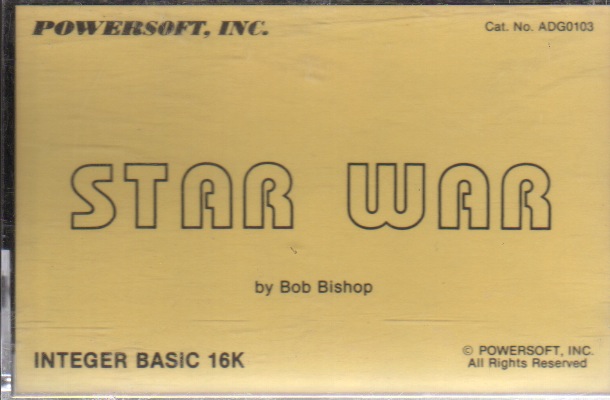 POWERSOFT, INC.
Cat. No. ADG0103
STAR WAR
by Bob Bishop
INTEGER BASIC 16K
© POWERSOFT, INC.
All Rights Reserved